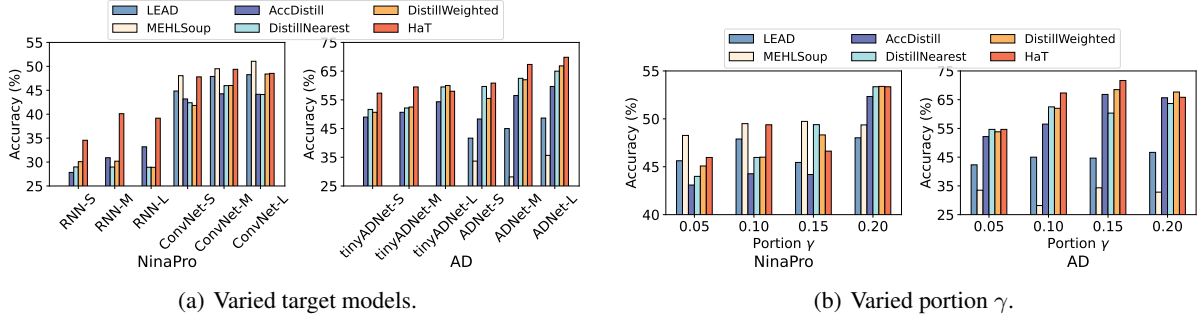 LEAD AccDistill DistillWeighted
MEHLSoup DistillNearest HaT
Accuracy (%)
55
50
45
40
35
30
25
RNN-S RNN-M RNN-L ConvNet-S ConvNet-M ConvNet-L
NinaPro
Accuracy (%)
75
65
55
45
35
25
tinyADNet-S tinyADNet-M tinyADNet-L ADNet-S ADNet-M ADNet-L
AD
(a) Varied target models.
LEAD AccDistill DistillWeighted
MEHLSoup DistillNearest HaT
Accuracy (%)
55
50
45
40
0.05 0.10 0.15 0.20
Portion γ
NinaPro
Accuracy (%)
75
65
55
45
35
25
0.05 0.10 0.15 0.20
Portion γ
AD
(b) Varied portion γ.